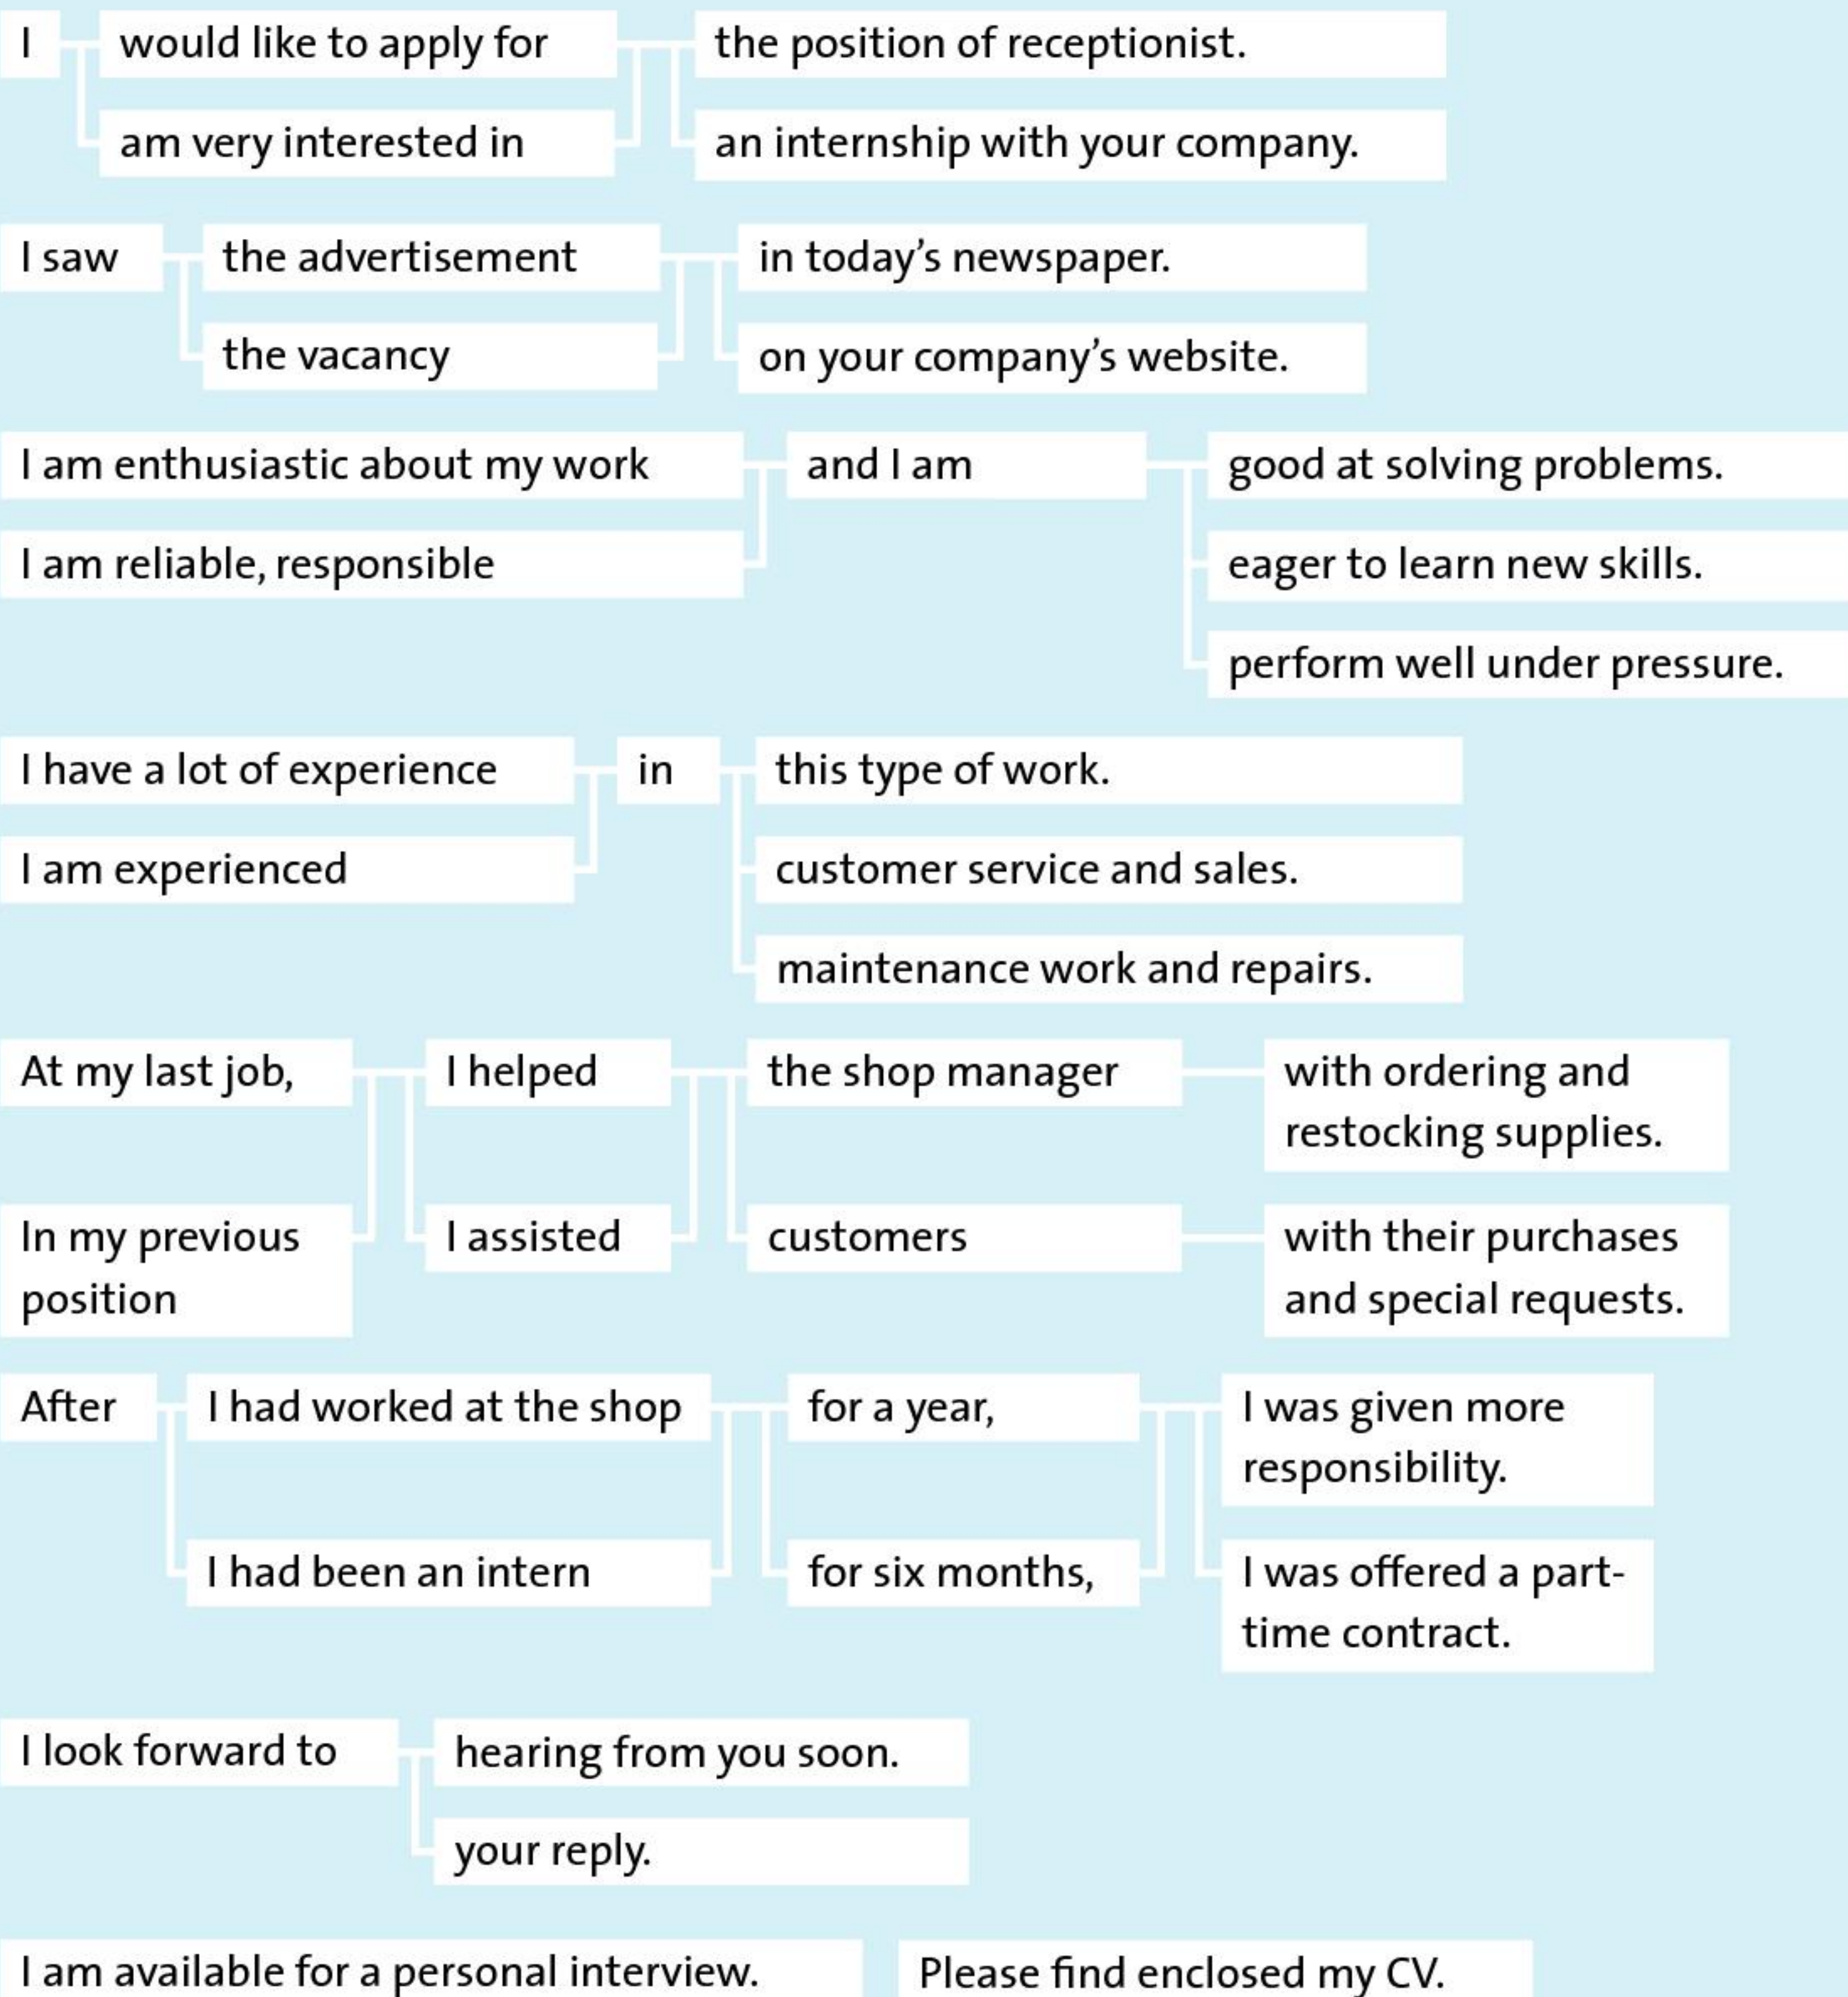 I would like to apply for the position of receptionist.
am very interested in an internship with your company.
I saw the advertisement in today’s newspaper.
the vacancy on your company’s website.
I am enthusiastic about my work and I am good at solving problems.
I am reliable, responsible eager to learn new skills.
perform well under pressure.
I have a lot of experience in this type of work.
I am experienced customer service and sales.
maintenance work and repairs.
At my last job, I helped the shop manager with ordering and
restocking supplies.
In my previous I assisted customers with their purchases
position and special requests.
After I had worked at the shop for a year, I was given more
responsibility.
I had been an intern for six months, I was offered a part-
time contract.
I look forward to hearing from you soon.
your reply.
I am available for a personal interview. Please find enclosed my CV.